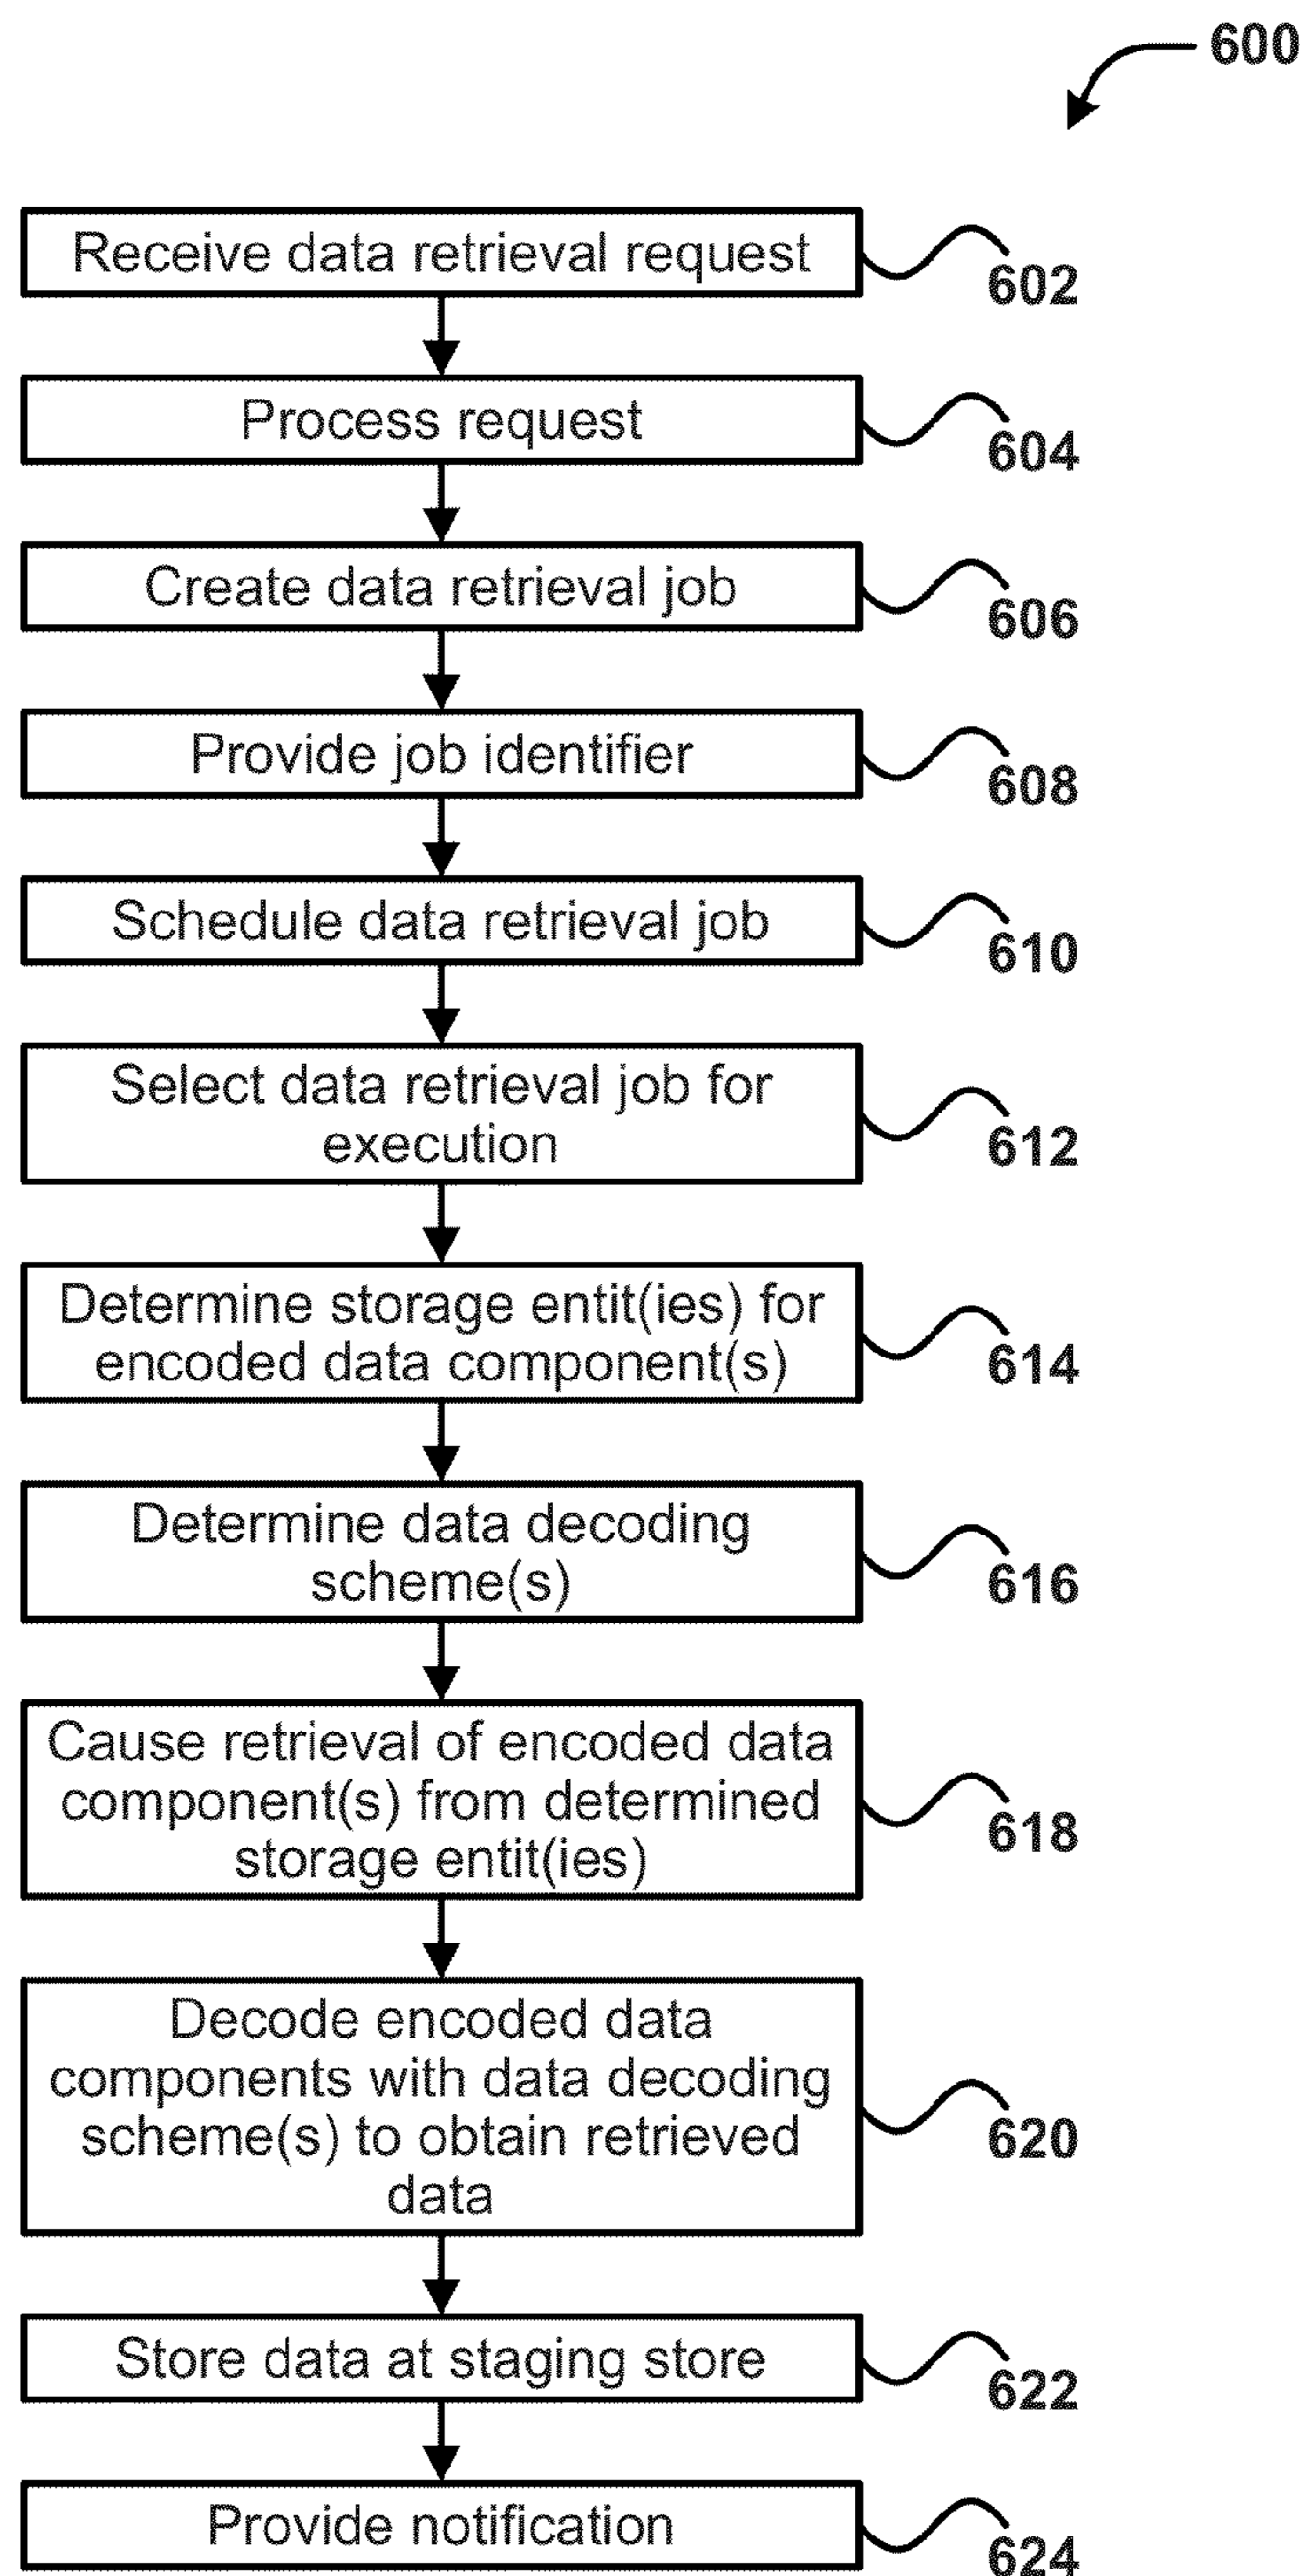 600
Receive data retrieval request
602
Process request
604
Create data retrieval job
606
Provide job identifier
608
Schedule data retrieval job
610
Select data retrieval job for
execution
612
Determine storage entit(ies) for
encoded data component(s)
614
Determine data decoding
scheme(s)
616
Cause retrieval of encoded data
component(s) from determined
storage entit(ies)
618
Decode encoded data
components with data decoding
scheme(s) to obtain retrieved
data
620
Store data at staging store
622
Provide notification
624